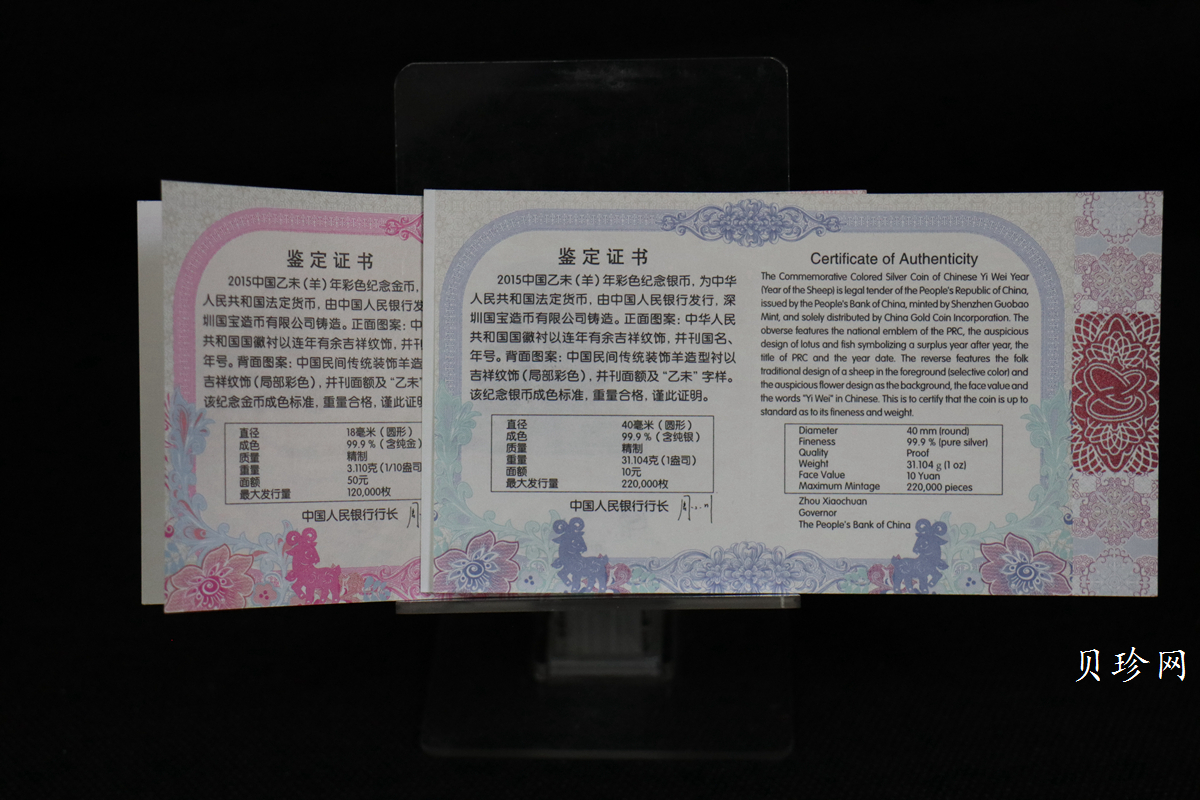 鉴定证书
2015中国乙未（羊）年彩色纪念金币，
人民共和国法定货币，由中国人民银行发
圳国宝造币有限公司铸造。正面图案：中
共和国国徽衬以连年有余吉祥纹饰，并刊
年号。背面图案：中国民间传统装饰羊造
吉祥纹饰（局部彩色），并刊面额及“乙未”
该纪念金币成色标准，重量合格，谨此证明
直径 18毫米（圆形）
成色 99.9％（含纯金）
质量 精制
重量 3.110克（1/10盎司
面额 50元
最大发行量 120,000枚
中国人民银行行长
鉴定证书
2015中国乙未（羊）年彩色纪念银币，为中华
人民共和国法定货币，由中国人民银行发行，深
圳国宝造币有限公司铸造。正面图案：中华人民
共和国国徽衬以连年有余吉祥纹饰，并刊国名、
年号。背面图案：中国民间传统装饰羊造型衬以
吉祥纹饰（局部彩色），并刊面额及“乙未”字样。
该纪念银币成色标准，重量合格，谨此证明。
直径 40毫米（圆形）
成色 99.9％（含纯银）
质量 精制
重量 31.104克（1盎司）
面额 10元
最大发行量 220,000枚
中国人民银行行长
Certificate of Authenticity
The Commemorative Colored Silver Coin of Chinese Yi Wei Year
(Year of the Sheep) is legal tender of the People's Republic of China,
issued by the People's Bank of China, minted by Shenzhen Guobao
Mint, and solely distributed by China Gold Coin Incorporation. The
obverse features the national emblem of the PRC, the auspicious
design of lotus and fish symbolizing a surplus year after year, the
title of PRC and the year date. The reverse features the folk
traditional design of a sheep in the foreground (selective color) and
the auspicious flower design as the background, the face value and
the words "Yi Wei" in Chinese. This is to certify that the coin is up to
standard as to its fineness and weight.
Diameter 40 mm (round)
Fineness 99.9 % (pure silver)
Quality Proof
Weight 31.104 g (1 oz)
Face Value 10 Yuan
Maximum Mintage 220,000 pieces
Zhou Xiaochuan
Governor
The People's Bank of China
贝珍网